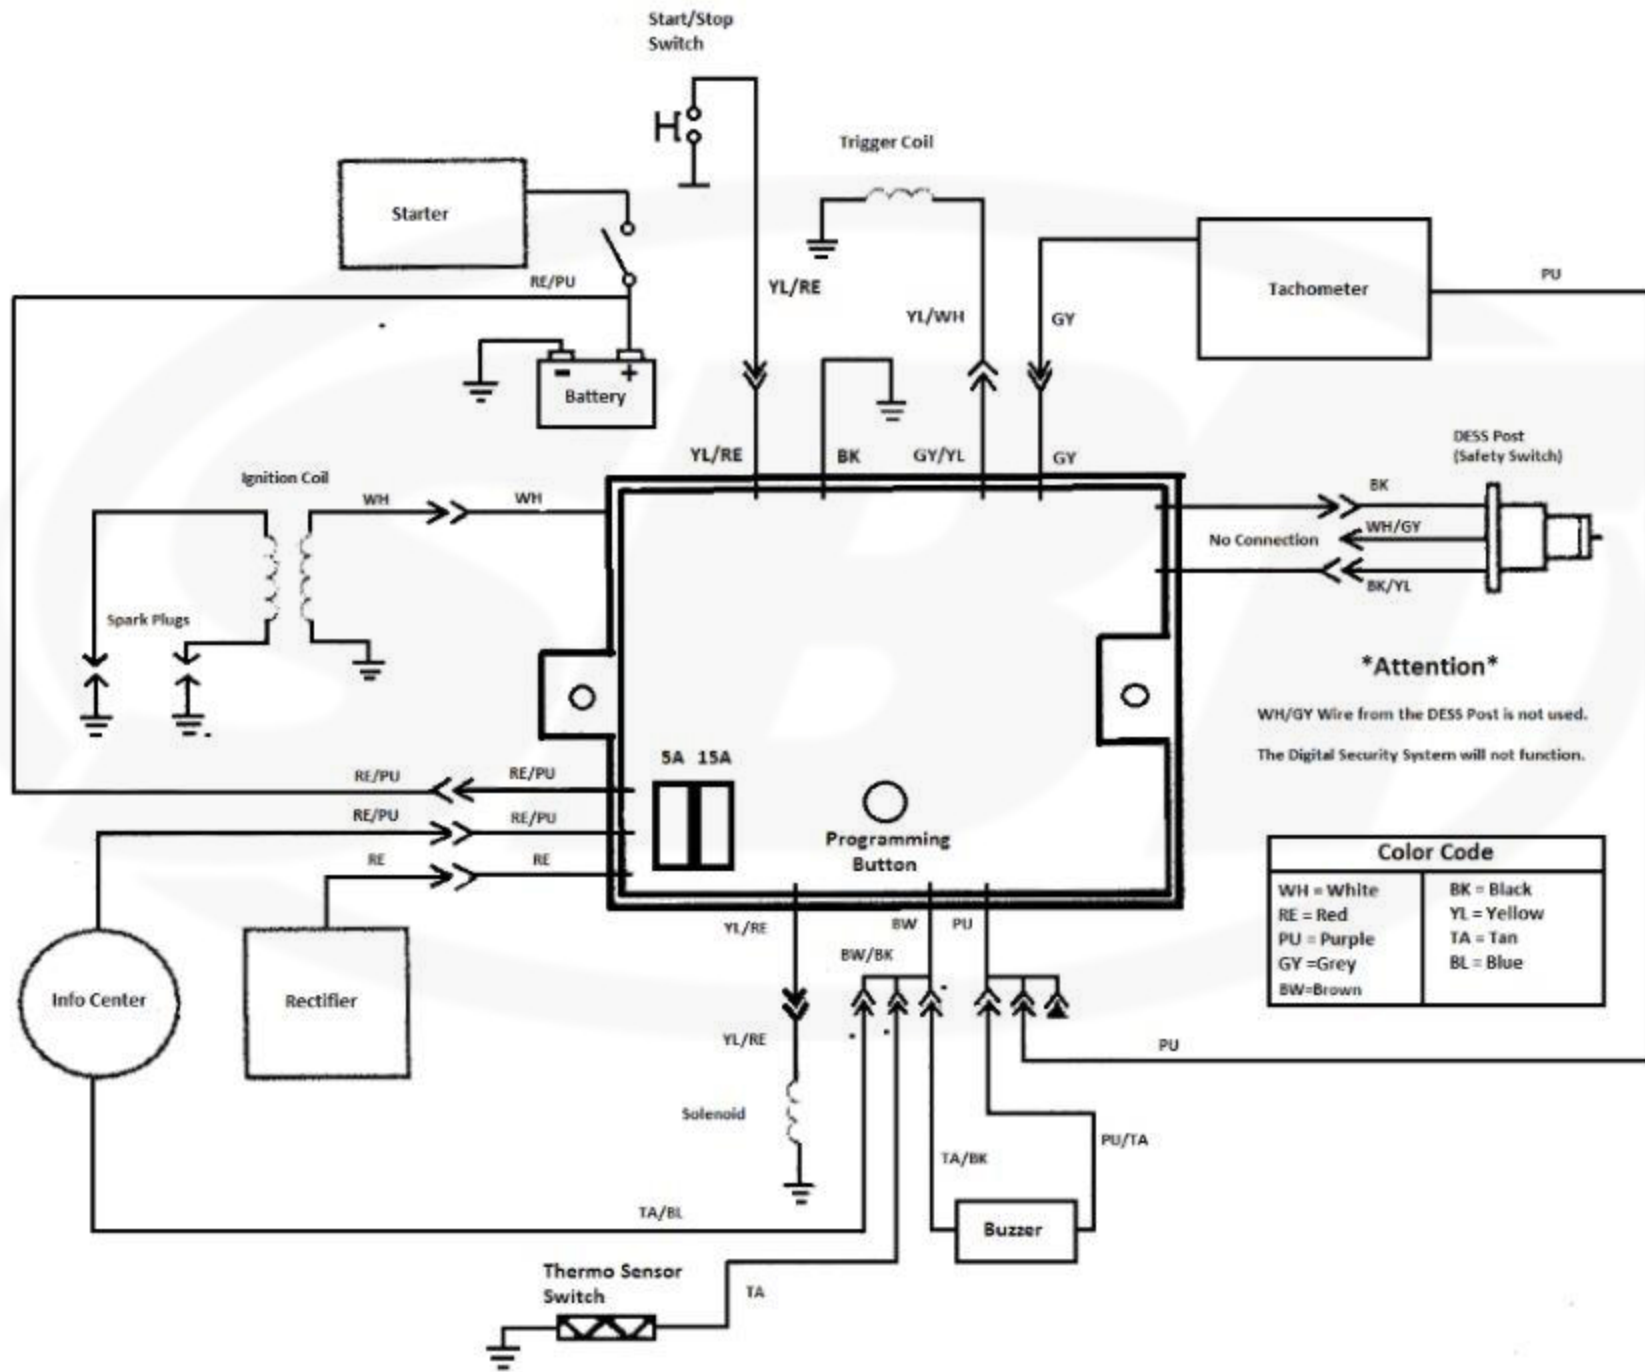 Start/Stop
Switch
Trigger Coil
Starter
RE/PU
YL/RE
YL/WH
GY
Tachometer
PU
-
+
Battery
YL/RE
BK
GY/YL
GY
DESS Post
(Safety Switch)
Ignition Coil
WH
WH
BK
WH/GY
No Connection
BK/YL
Spark Plugs
*Attention*
WH/GY Wire from the DESS Post is not used.
The Digital Security System will not function.
5A 15A
RE/PU
RE/PU
RE/PU
RE/PU
RE
RE
Programming
Button
Color Code
WH = White
RE = Red
PU = Purple
GY =Grey
BW=Brown
BK = Black
YL = Yellow
TA = Tan
BL = Blue
YL/RE
BW
PU
BW/BK
Info Center
Rectifier
YL/RE
PU
Solenoid
PU/TA
TA/BK
TA/BL
Buzzer
Thermo Sensor
Switch
TA
SBT